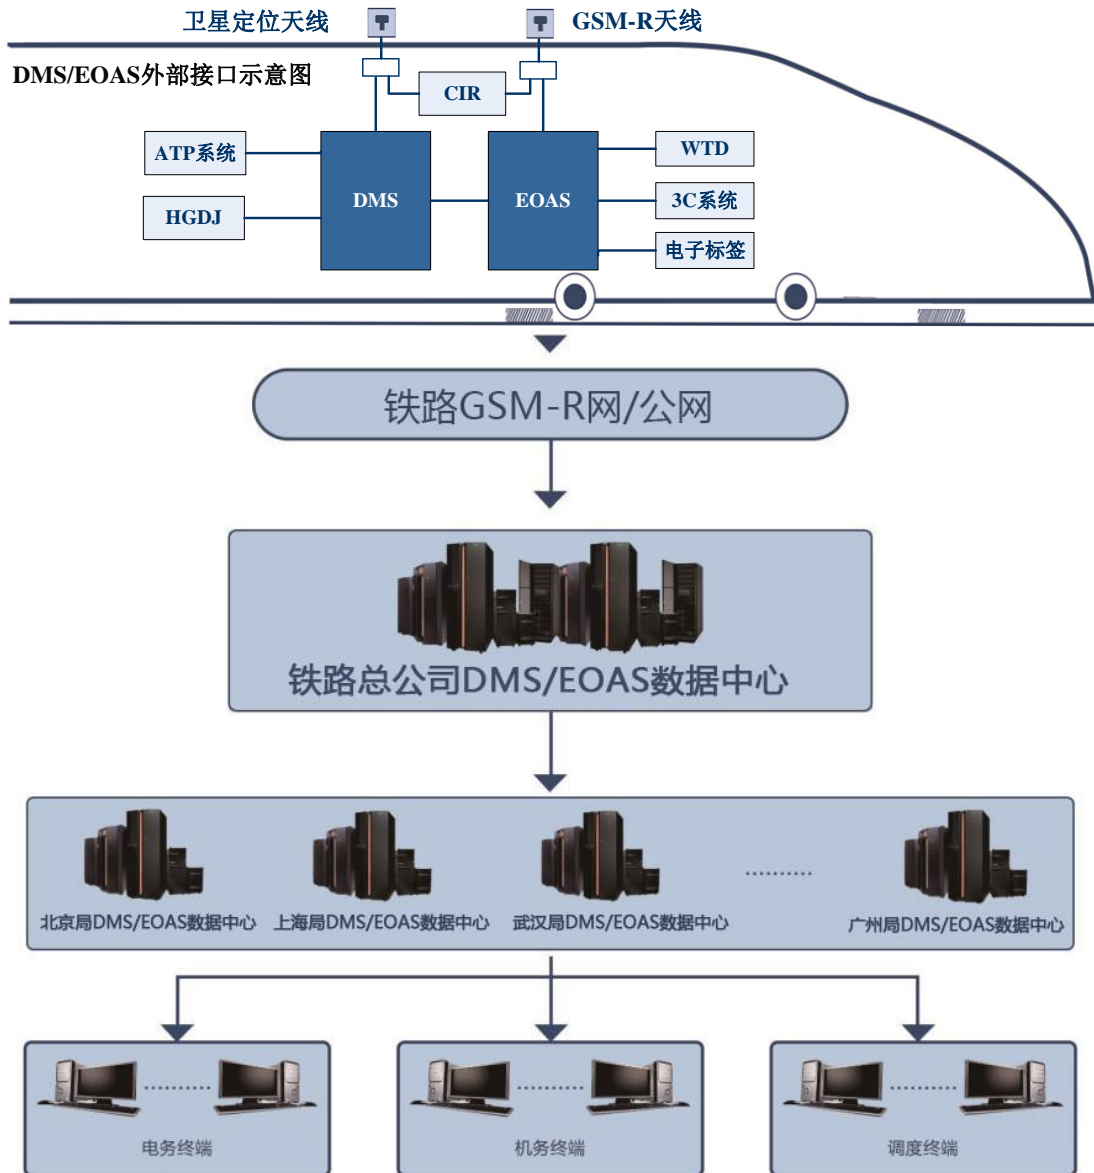 卫星定位天线
GSM-R天线
DMS/EOAS外部接口示意图
CIR
ATP系统
WTD
DMS
EOAS
3C系统
HGDJ
电子标签
铁路GSM-R网/公网
铁路总公司DMS/EOAS数据中心
..........
北京局DMS/EOAS数据中心
上海局DMS/EOAS数据中心
武汉局DMS/EOAS数据中心
广州局DMS/EOAS数据中心
..........
..........
..........
电务终端
机务终端
调度终端